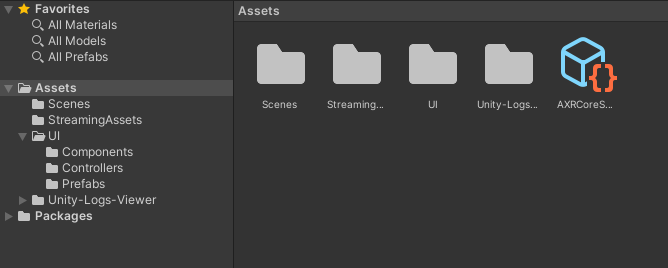 Favorites
All Materials
All Models
All Prefabs
Assets
Scenes
StreamingAssets
UI
Components
Controllers
Prefabs
Unity-Logs-Viewer
Packages
Assets
Scenes
Streaming...
UI
Unity-Logs...
AXRCoreS...